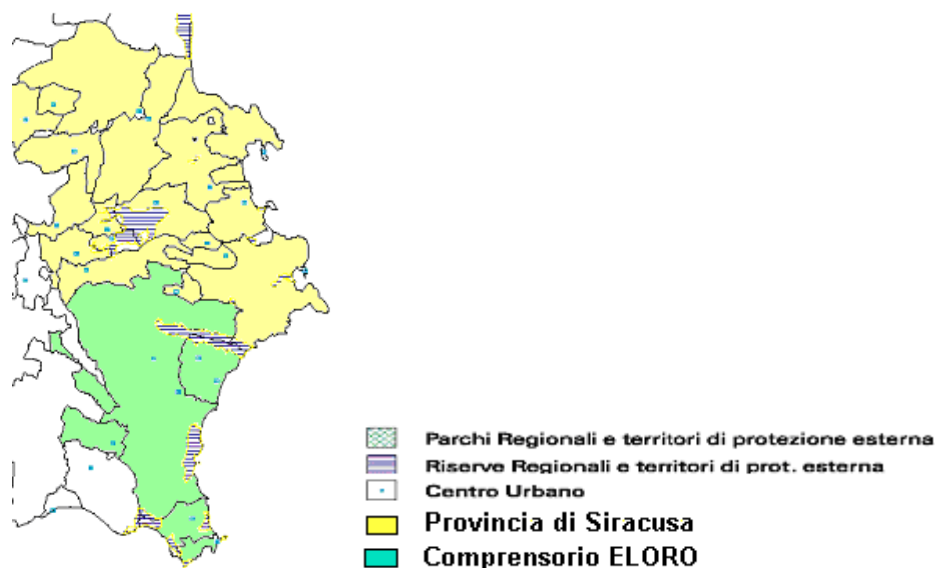 Parchi Regionali e territori di protezione esterna
Riserve Regionali e territori di prot. esterna
Centro Urbano
Provincia di Siracusa
Comprensorio ELORO